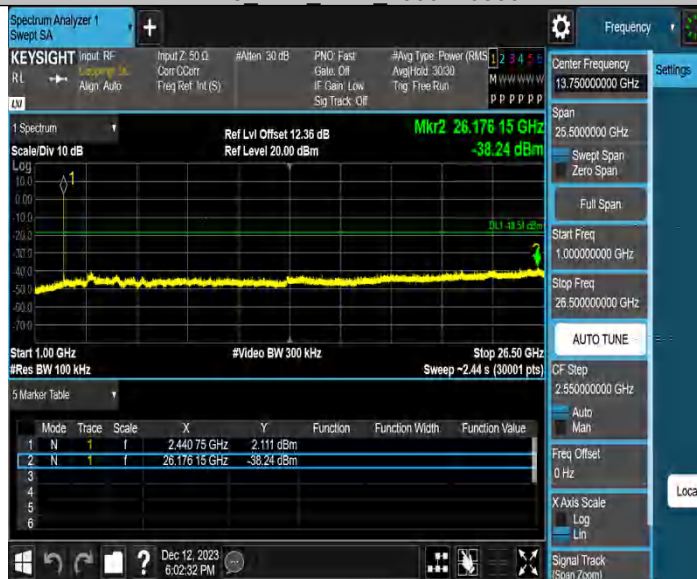 Spectrum Analyzer 1
Swept SA
+
Frequency
KEYSIGHT
RL
LXI
Input: RF
Align: Auto
Input Z: 50 Ω
Corr CCorr
Freq Ref: Int (S)
#Atten: 30 dB
PNO: Fast
Gate: Off
IF Gain: Low
Sig Track: Off
#Avg Type: Power (RMS
Avg|Hold: 30/30
Trig: Free Run
1 2 3 4 5 6
M W W W W W
P P P P P P
1 Spectrum
Scale/Div 10 dB
Log
Ref Lvl Offset 12.36 dB
Ref Level 20.00 dBm
Mkr2 26.176 15 GHz
-38.24 dBm
10.0
0.00
-10.0
-20.0
-30.0
-40.0
-50.0
-60.0
-70.0
1
2
Start 1.00 GHz
#Res BW 100 kHz
#Video BW 300 kHz
Stop 26.50 GHz
Sweep ~2.44 s (30001 pts)
5 Marker Table
Mode Trace Scale X Y Function Function Width Function Value
1 N 1 f 2.440 75 GHz 2.111 dBm
2 N 1 f 26.176 15 GHz -38.24 dBm
3
4
5
6
?
Dec 12, 2023
6:02:32 PM
Center Frequency
13.750000000 GHz
Settings
Span
25.5000000 GHz
Swept Span
Zero Span
Full Span
Start Freq
1.000000000 GHz
Stop Freq
26.500000000 GHz
AUTO TUNE
CF Step
2.550000000 GHz
Auto
Man
Freq Offset
0 Hz
Loca
X Axis Scale
Log
Lin
Signal Track
(Span Zoom)